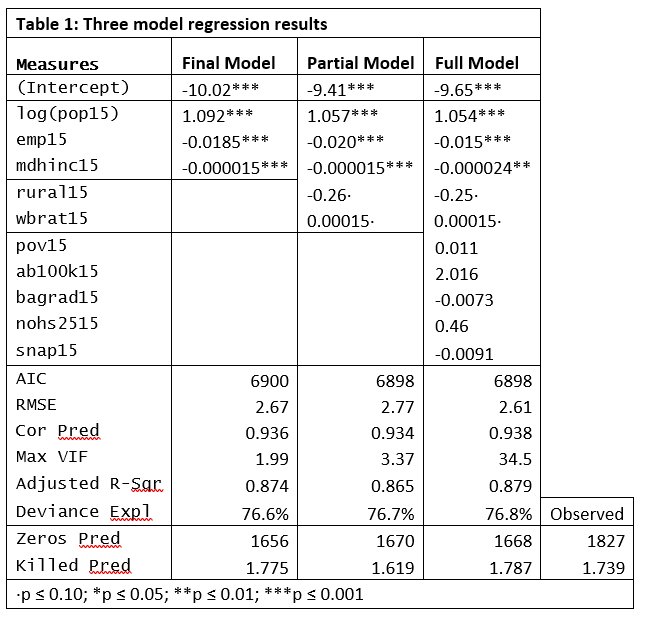 Table 1: Three model regression results
Measures Final Model Partial Model Full Model
(Intercept) -10.02*** -9.41*** -9.65***
log(pop15) 1.092*** 1.057*** 1.054***
emp15 -0.0185*** -0.020*** -0.015***
mdhinc15 -0.000015*** -0.000015*** -0.000024**
rural15 -0.26· -0.25·
wbrat15 0.00015· 0.00015·
pov15 0.011
ab100k15 2.016
bagrad15 -0.0073
nohs2515 0.46
snap15 -0.0091
AIC 6900 6898 6898
RMSE 2.67 2.77 2.61
Cor Pred 0.936 0.934 0.938
Max VIF 1.99 3.37 34.5
Adjusted R-Sqr 0.874 0.865 0.879
Deviance Expl 76.6% 76.7% 76.8% Observed
Zeros Pred 1656 1670 1668 1827
Killed Pred 1.775 1.619 1.787 1.739
·p ≤ 0.10; *p ≤ 0.05; **p ≤ 0.01; ***p ≤ 0.001